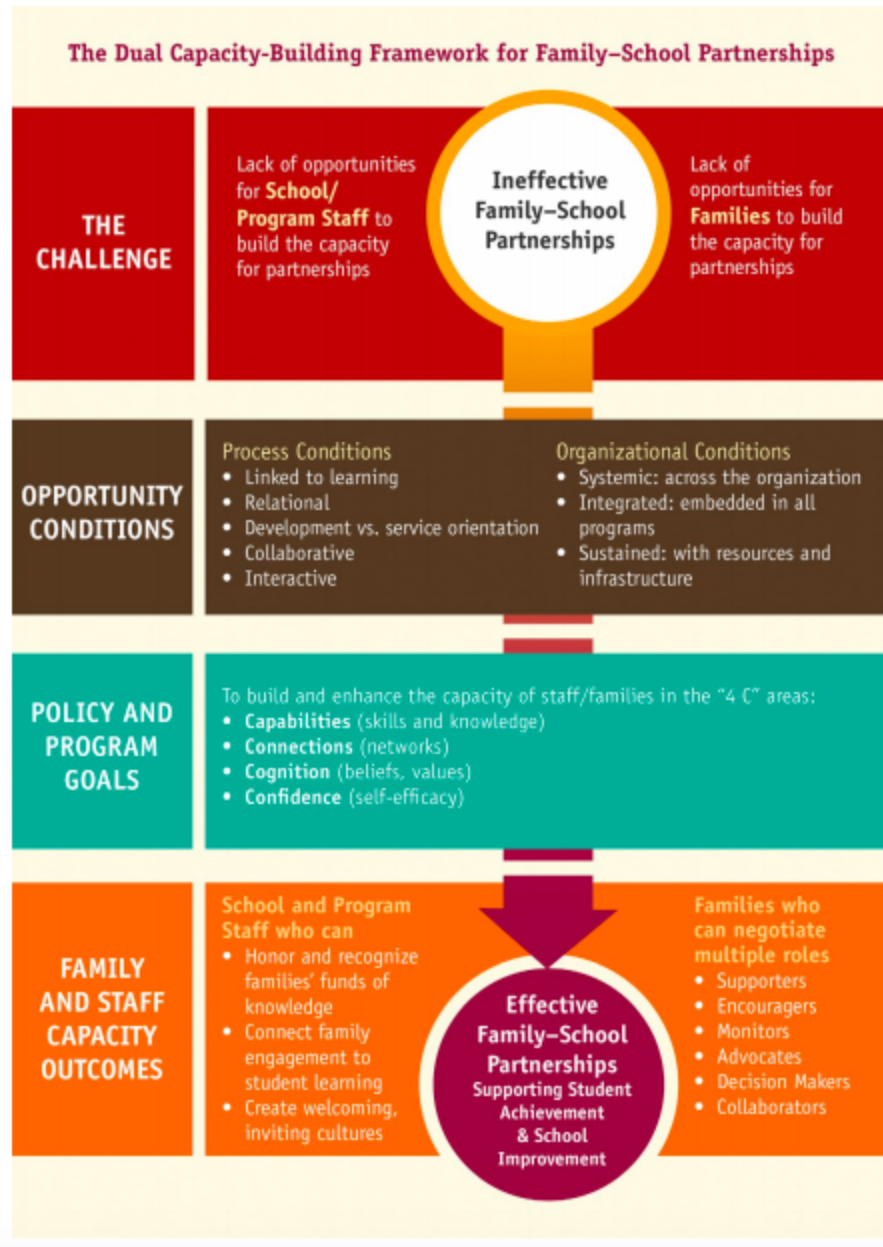 The Dual Capacity-Building Framework for Family–School Partnerships
THE
CHALLENGE
Lack of opportunities
for School/
Program Staff to
build the capacity
for partnerships
Ineffective
Family–School
Partnerships
Lack of
opportunities for
Families to build
the capacity for
partnerships
OPPORTUNITY
CONDITIONS
Process Conditions
• Linked to learning
• Relational
• Development vs. service orientation
• Collaborative
• Interactive
Organizational Conditions
• Systemic: across the organization
• Integrated: embedded in all
programs
• Sustained: with resources and
infrastructure
POLICY AND
PROGRAM
GOALS
To build and enhance the capacity of staff/families in the “4 C” areas:
• Capabilities (skills and knowledge)
• Connections (networks)
• Cognition (beliefs, values)
• Confidence (self-efficacy)
FAMILY
AND STAFF
CAPACITY
OUTCOMES
School and Program
Staff who can
• Honor and recognize
families’ funds of
knowledge
• Connect family
engagement to
student learning
• Create welcoming,
inviting cultures
Effective
Family–School
Partnerships
Supporting Student
Achievement
& School
Improvement
Families who
can negotiate
multiple roles
• Supporters
• Encouragers
• Monitors
• Advocates
• Decision Makers
• Collaborators